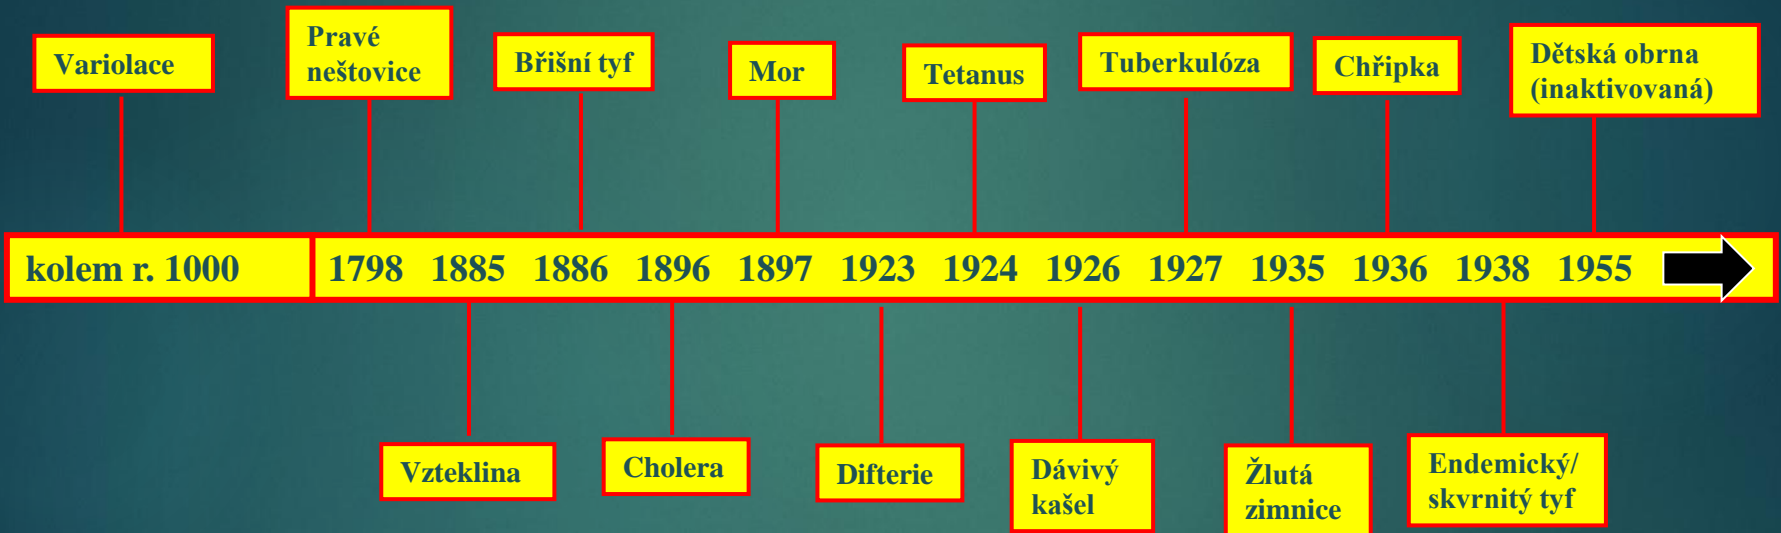 Variolace
Pravé
neštovice
Břišní tyf
Mor
Tetanus
Tuberkulóza
Chřipka
Dětská obrna
(inaktivovaná)
kolem r. 1000 1798 1885 1886 1896 1897 1923 1924 1926 1927 1935 1936 1938 1955
Vzteklina
Cholera
Difterie
Dávivý
kašel
Žlutá
zimnice
Endemický/
skvrnitý tyf